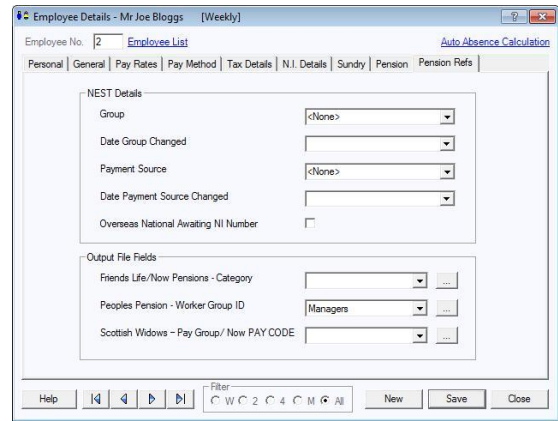 Employee Details - Mr Joe Bloggs [Weekly]
Employee No. 2 Employee List Auto Absence Calculation
Personal General Pay Rates Pay Method Tax Details N.I. Details Sundry Pension Pension Refs
NEST Details
Group <None>
Date Group Changed
Payment Source <None>
Date Payment Source Changed
Overseas National Awaiting NI Number
Output File Fields
Friends Life/Now Pensions - Category ...
Peoples Pension - Worker Group ID Managers ...
Scottish Widows – Pay Group/ Now PAY CODE ...
Filter
Help W 2 4 M All New Save Close